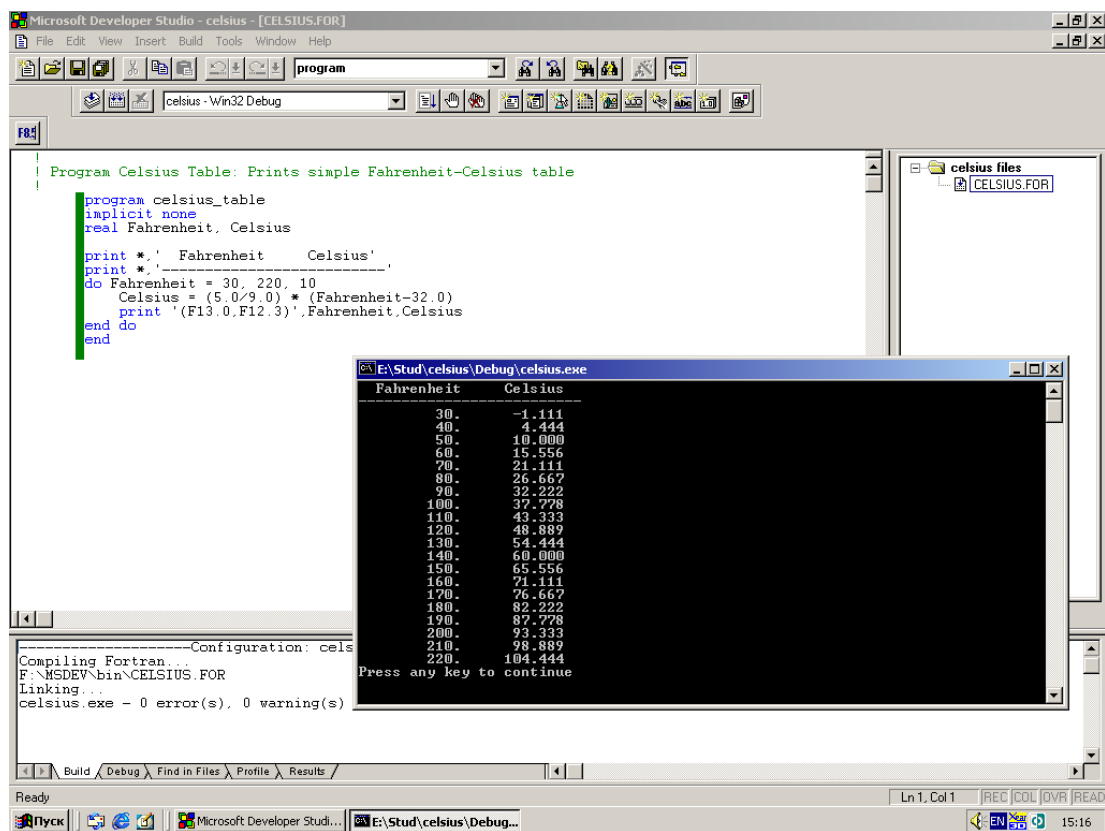 Microsoft Developer Studio - celsius - [CELSIUS.FOR]
File Edit View Insert Build Tools Window Help
program
celsius - Win32 Debug
!
! Program Celsius Table: Prints simple Fahrenheit-Celsius table
!
program celsius_table
implicit none
real Fahrenheit, Celsius
print *,'  Fahrenheit     Celsius'
print *,'--------------------------'
do Fahrenheit = 30, 220, 10
Celsius = (5.0/9.0) * (Fahrenheit-32.0)
print '(F13.0,F12.3)',Fahrenheit,Celsius
end do
end
celsius files
CELSIUS.FOR
E:\Stud\celsius\Debug\celsius.exe
Fahrenheit Celsius
--------------------------
30. -1.111
40. 4.444
50. 10.000
60. 15.556
70. 21.111
80. 26.667
90. 32.222
100. 37.778
110. 43.333
120. 48.889
130. 54.444
140. 60.000
150. 65.556
160. 71.111
170. 76.667
180. 82.222
190. 87.778
200. 93.333
210. 98.889
220. 104.444
Press any key to continue
--------------------Configuration: cels
Compiling Fortran...
F:\MSDEV\bin\CELSIUS.FOR
Linking...
celsius.exe - 0 error(s), 0 warning(s)
Build Debug Find in Files Profile Results
Ready Ln 1, Col 1 REC COL OVR READ
Пуск Microsoft Developer Studi... E:\Stud\celsius\Debug... EN 15:16